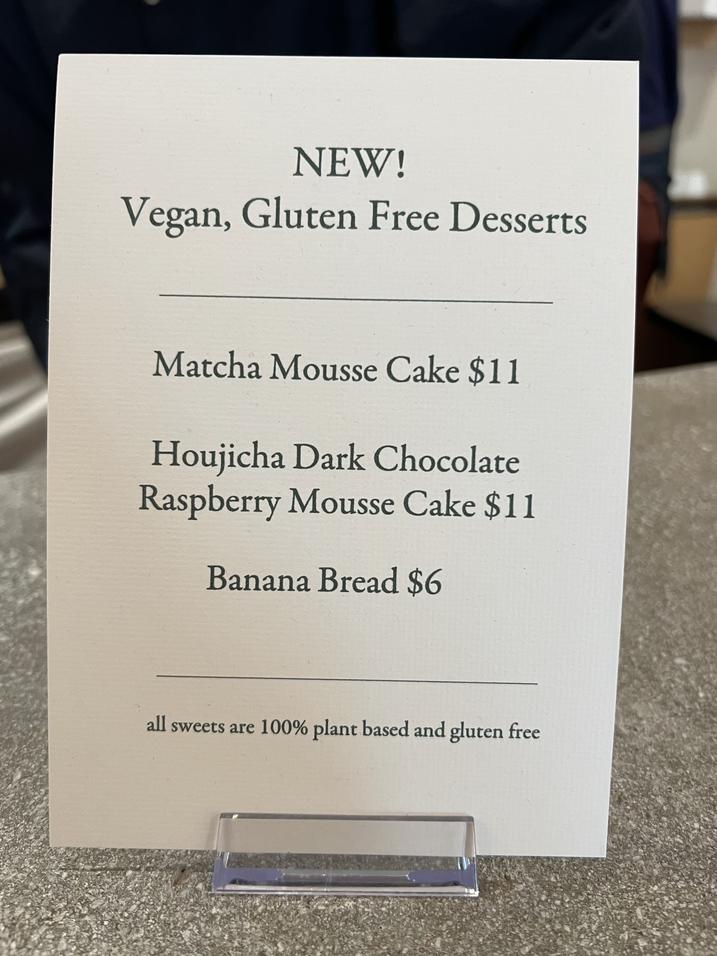 NEW!
Vegan, Gluten Free Desserts
Matcha Mousse Cake $11
Houjicha Dark Chocolate
Raspberry Mousse Cake $11
Banana Bread $6
all sweets are 100% plant based and gluten free